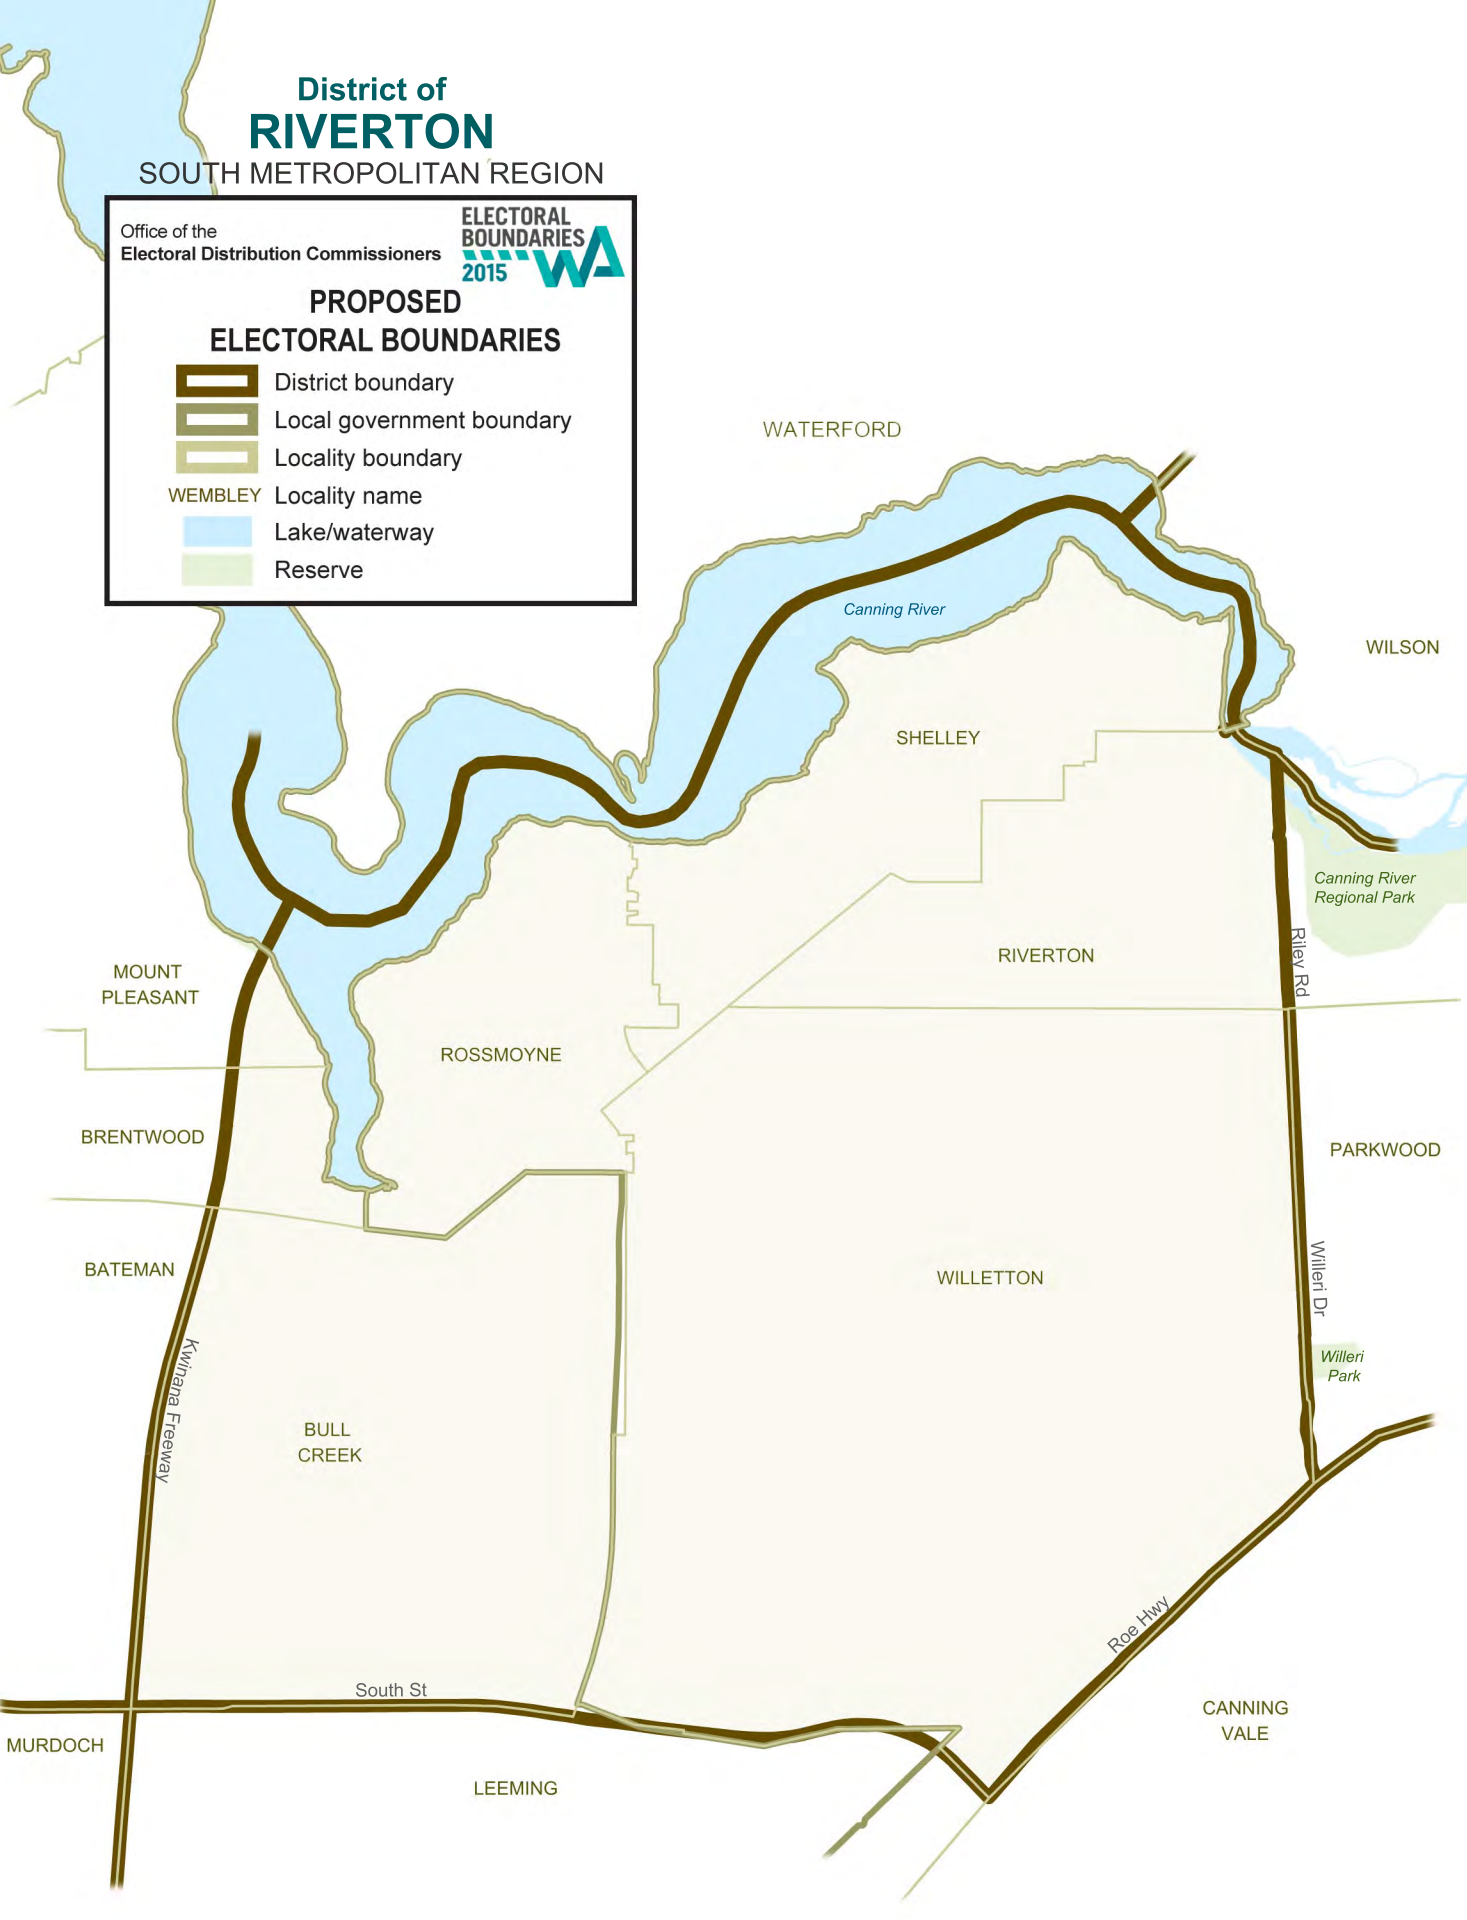 District of
RIVERTON
SOUTH METROPOLITAN REGION
Office of the
Electoral Distribution Commissioners
ELECTORAL
BOUNDARIES
2015
WA
PROPOSED
ELECTORAL BOUNDARIES
District boundary
Local government boundary
Locality boundary
WEMBLEY Locality name
Lake/waterway
Reserve
WATERFORD
Canning River
WILSON
SHELLEY
Canning River
Regional Park
RIVERTON
Riley Rd
MOUNT
PLEASANT
ROSSMOYNE
BRENTWOOD
PARKWOOD
BATEMAN
WILLETTON
Willeri Dr
Kwinana Freeway
Willeri
Park
BULL
CREEK
Roe Hwy
South St
CANNING
VALE
MURDOCH
LEEMING